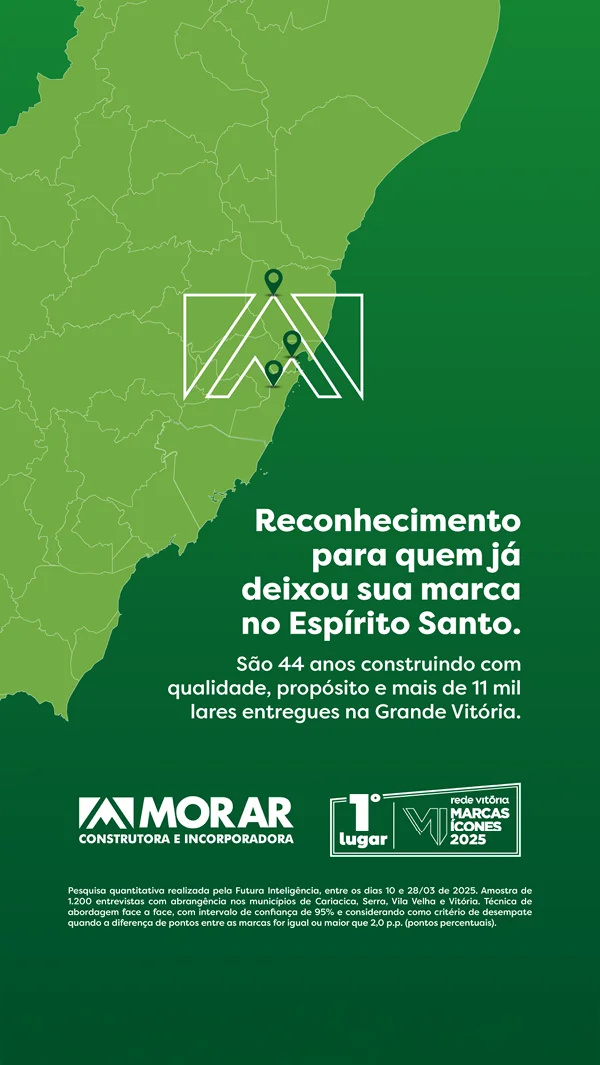 Reconhecimento
para quem já
deixou sua marca
no Espírito Santo.
São 44 anos construindo com
qualidade, propósito e mais de 11 mil
lares entregues na Grande Vitória.
MORAR
CONSTRUTORA E INCORPORADORA
1º
lugar
rede vitória
MARCAS
ÍCONES
2025
Pesquisa quantitativa realizada pela Futura Inteligência, entre os dias 10 e 28/03 de 2025. Amostra de
1.200 entrevistas com abrangência nos municípios de Cariacica, Serra, Vila Velha e Vitória. Técnica de
abordagem face a face, com intervalo de confiança de 95% e considerando como critério de desempate
quando a diferença de pontos entre as marcas for igual ou maior que 2,0 p.p. (pontos percentuais).